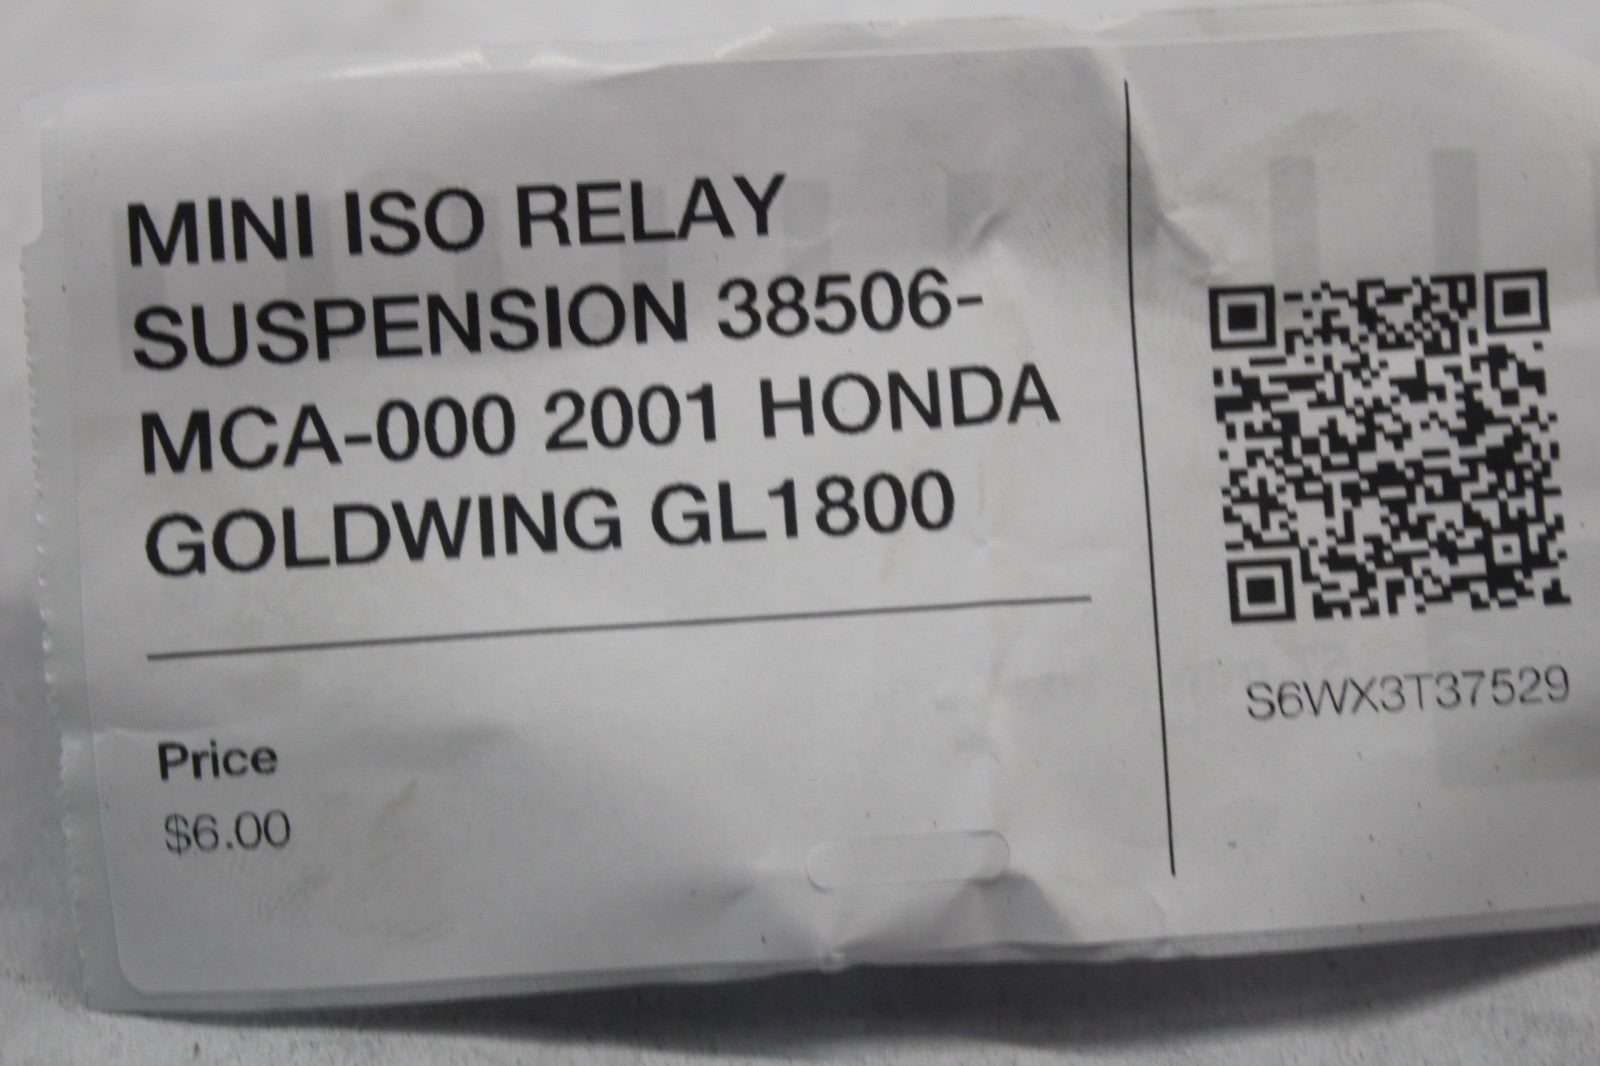 MINI ISO RELAY
SUSPENSION 38506-
MCA-000 2001 HONDA
GOLDWING GL1800
Price
$6.00
S6WX3T37529